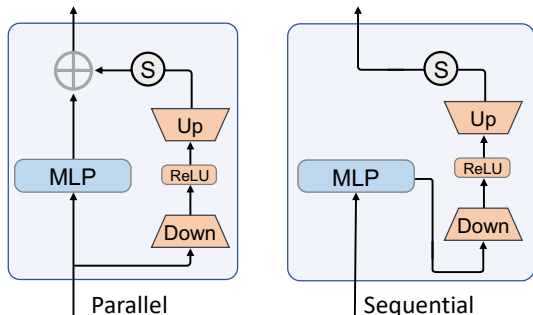 S
Up
ReLU
MLP
Down
Parallel
S
Up
ReLU
MLP
Down
Sequential